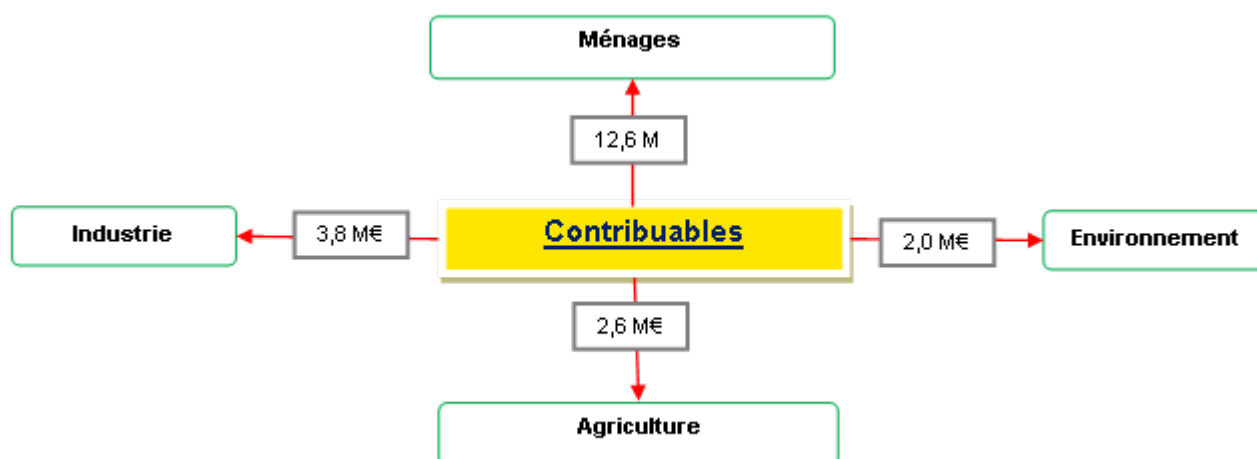 Ménages
12,6 M
Contribuables
Industrie
3,8 M€
2,0 M€
Environnement
2,6 M€
Agriculture